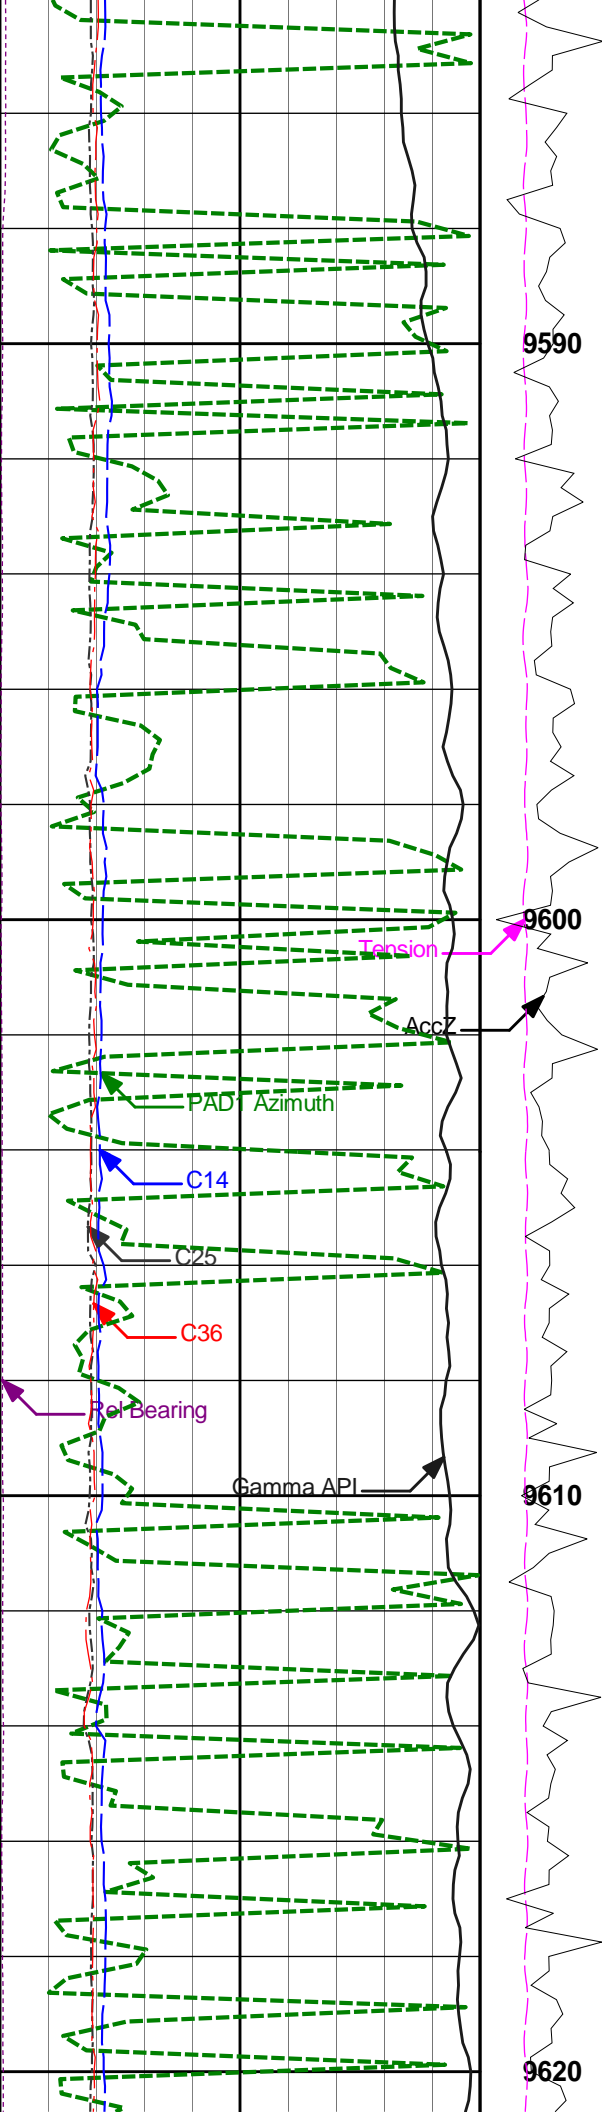 9590
9600
Tension
AccZ
PAD1 Azimuth
C14
C25
C36
Rel Bearing
Gamma API
9610
9620